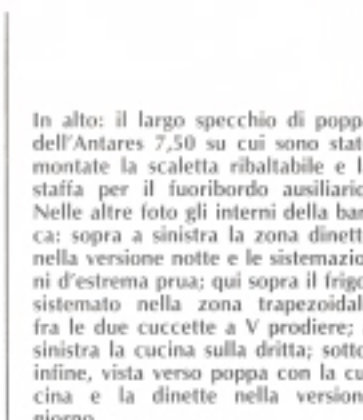 In alto: il largo specchio di popp
dell'Antares 7,50 su cui sono stat
montate la scaletta ribaltabile e l
staffa per il fuoribordo ausiliario
Nelle altre foto gli interni della bar
ca: sopra a sinistra la zona dinett
nella versione notte e le sistemazio
ni d'estrema prua; qui sopra il frigo
sistemato nella zona trapezoidal
fra le due cuccette a V prodiere;
sinistra la cucina sulla dritta; sotto
infine, vista verso poppa con la cu
cina e la dinette nella version
giorno